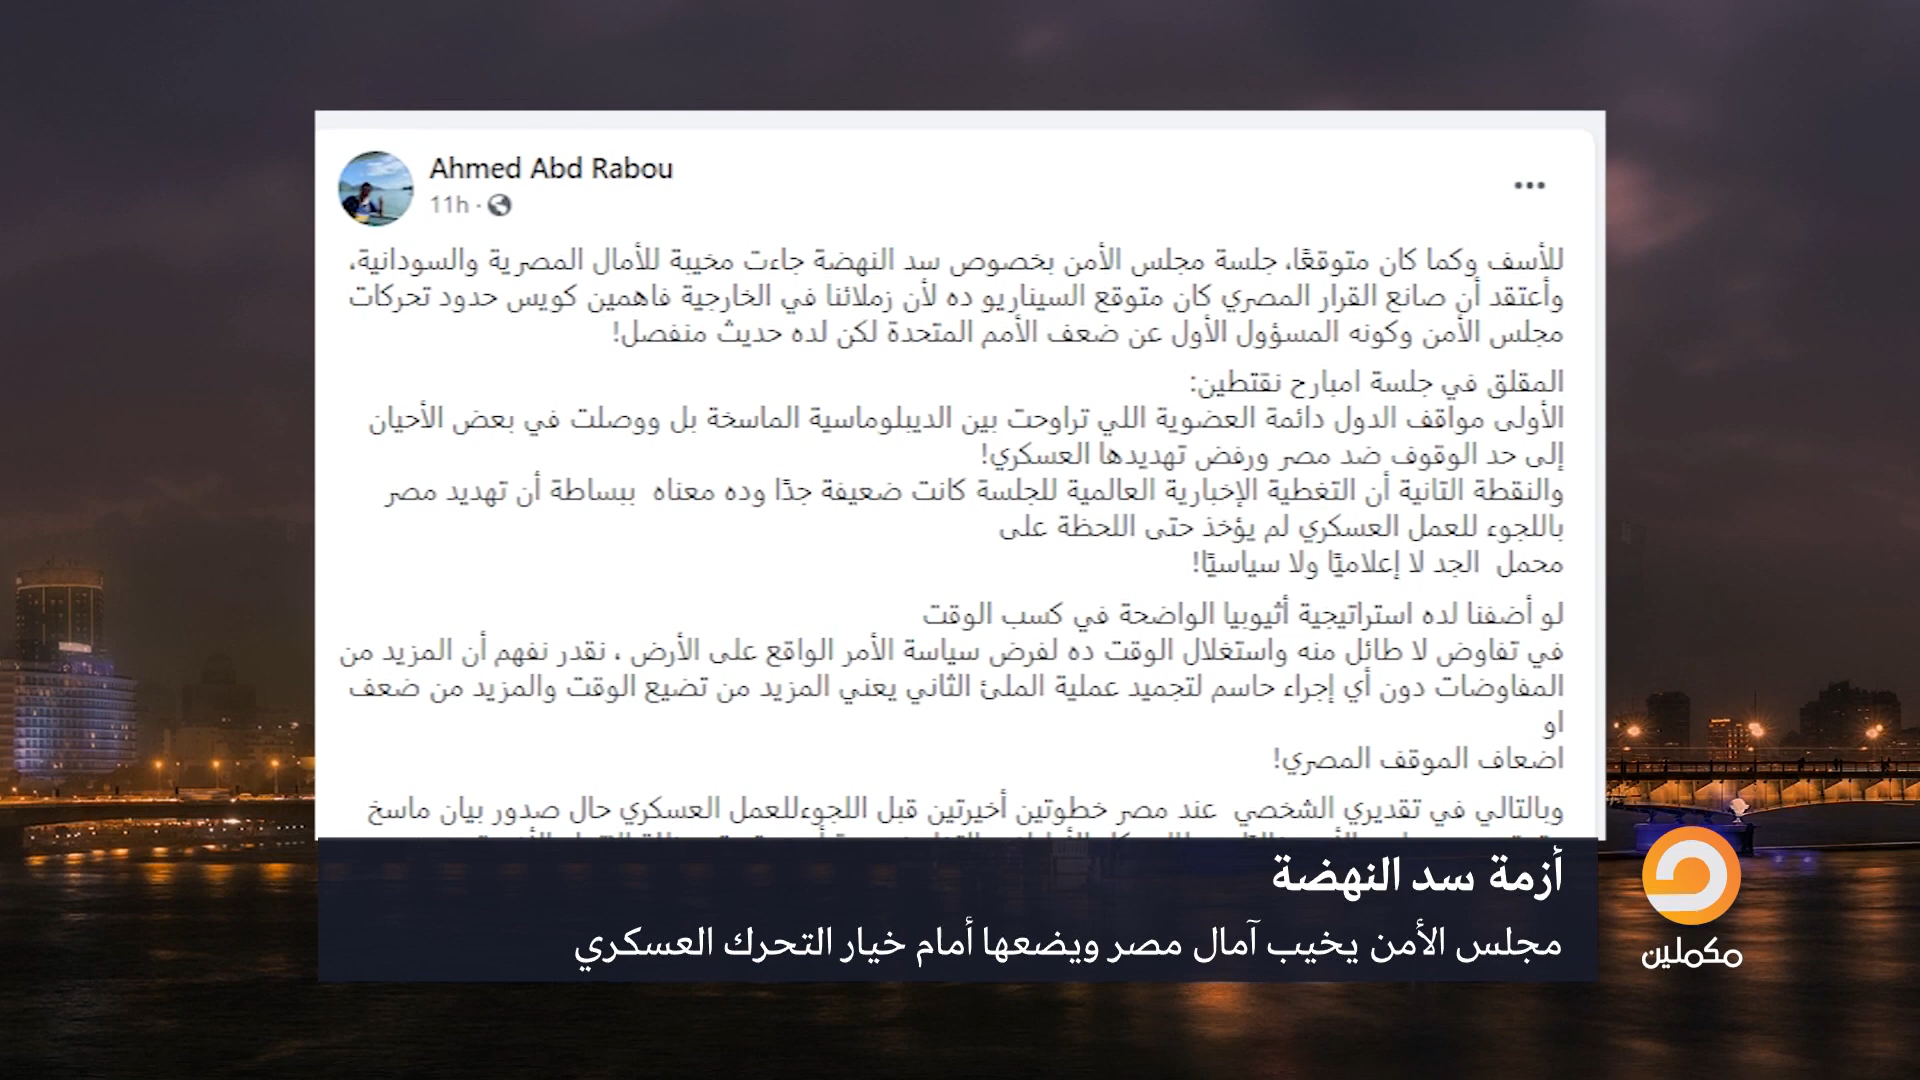 Ahmed Abd Rabou
11h ·
للأسف وكما كان متوقعًا، جلسة مجلس الأمن بخصوص سد النهضة جاءت مخيبة للأمال المصرية والسودانية،
وأعتقد أن صانع القرار المصري كان متوقع السيناريو ده لأن زملائنا في الخارجية فاهمين كويس حدود تحركات
مجلس الأمن وكونه المسؤول الأول عن ضعف الأمم المتحدة لكن لده حديث منفصل!
المقلق في جلسة امبارح نقتطين:
الأولى مواقف الدول دائمة العضوية اللي تراوحت بين الديبلوماسية الماسخة بل ووصلت في بعض الأحيان
إلى حد الوقوف ضد مصر ورفض تهديدها العسكري!
والنقطة الثانية أن التغطية الإخبارية العالمية للجلسة كانت ضعيفة جدًا وده معناه ببساطة أن تهديد مصر
باللجوء للعمل العسكري لم يؤخذ حتى اللحظة على
محمل الجد لا إعلاميًا ولا سياسيًا!
لو أضفنا لده استراتيجية أثيوبيا الواضحة في كسب الوقت
في تفاوض لا طائل منه واستغلال الوقت ده لفرض سياسة الأمر الواقع على الأرض ، نقدر نفهم أن المزيد من
المفاوضات دون أي إجراء حاسم لتجميد عملية الملئ الثاني يعني المزيد من تضيع الوقت والمزيد من ضعف
او
اضعاف الموقف المصري!
وبالتالي في تقديري الشخصي عند مصر خطوتين أخيرتين قبل اللجوءللعمل العسكري حال صدور بيان ماسخ
أزمة سد النهضة
مجلس الأمن يخيب آمال مصر ويضعها أمام خيار التحرك العسكري
مكملين